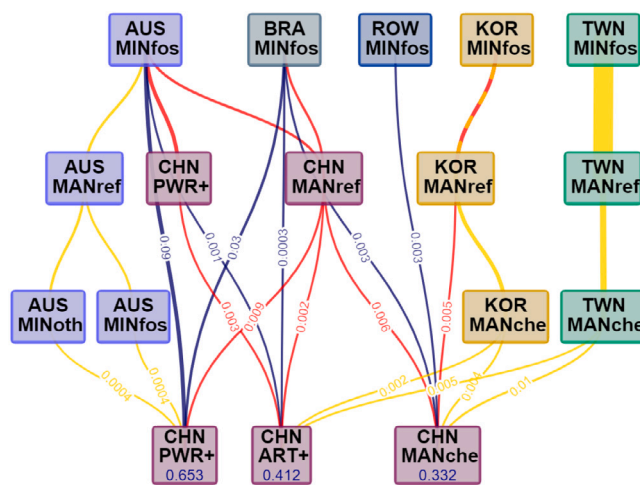 AUS BRA ROW KOR TWN
MINfos MINfos MINfos MINfos MINfos
AUS CHN CHN KOR TWN
MANref PWR+ MANref MANref MANref
0.09 0.001 0.03 0.0003 0.003 0.003
0.003 0.009 0.002 0.006 0.005
AUS AUS KOR TWN
MINoth MINfos MANche MANche
0.0004 0.0004 0.002 0.005 0.004 0.01
CHN CHN CHN
PWR+ ART+ MANche
0.653 0.412 0.332